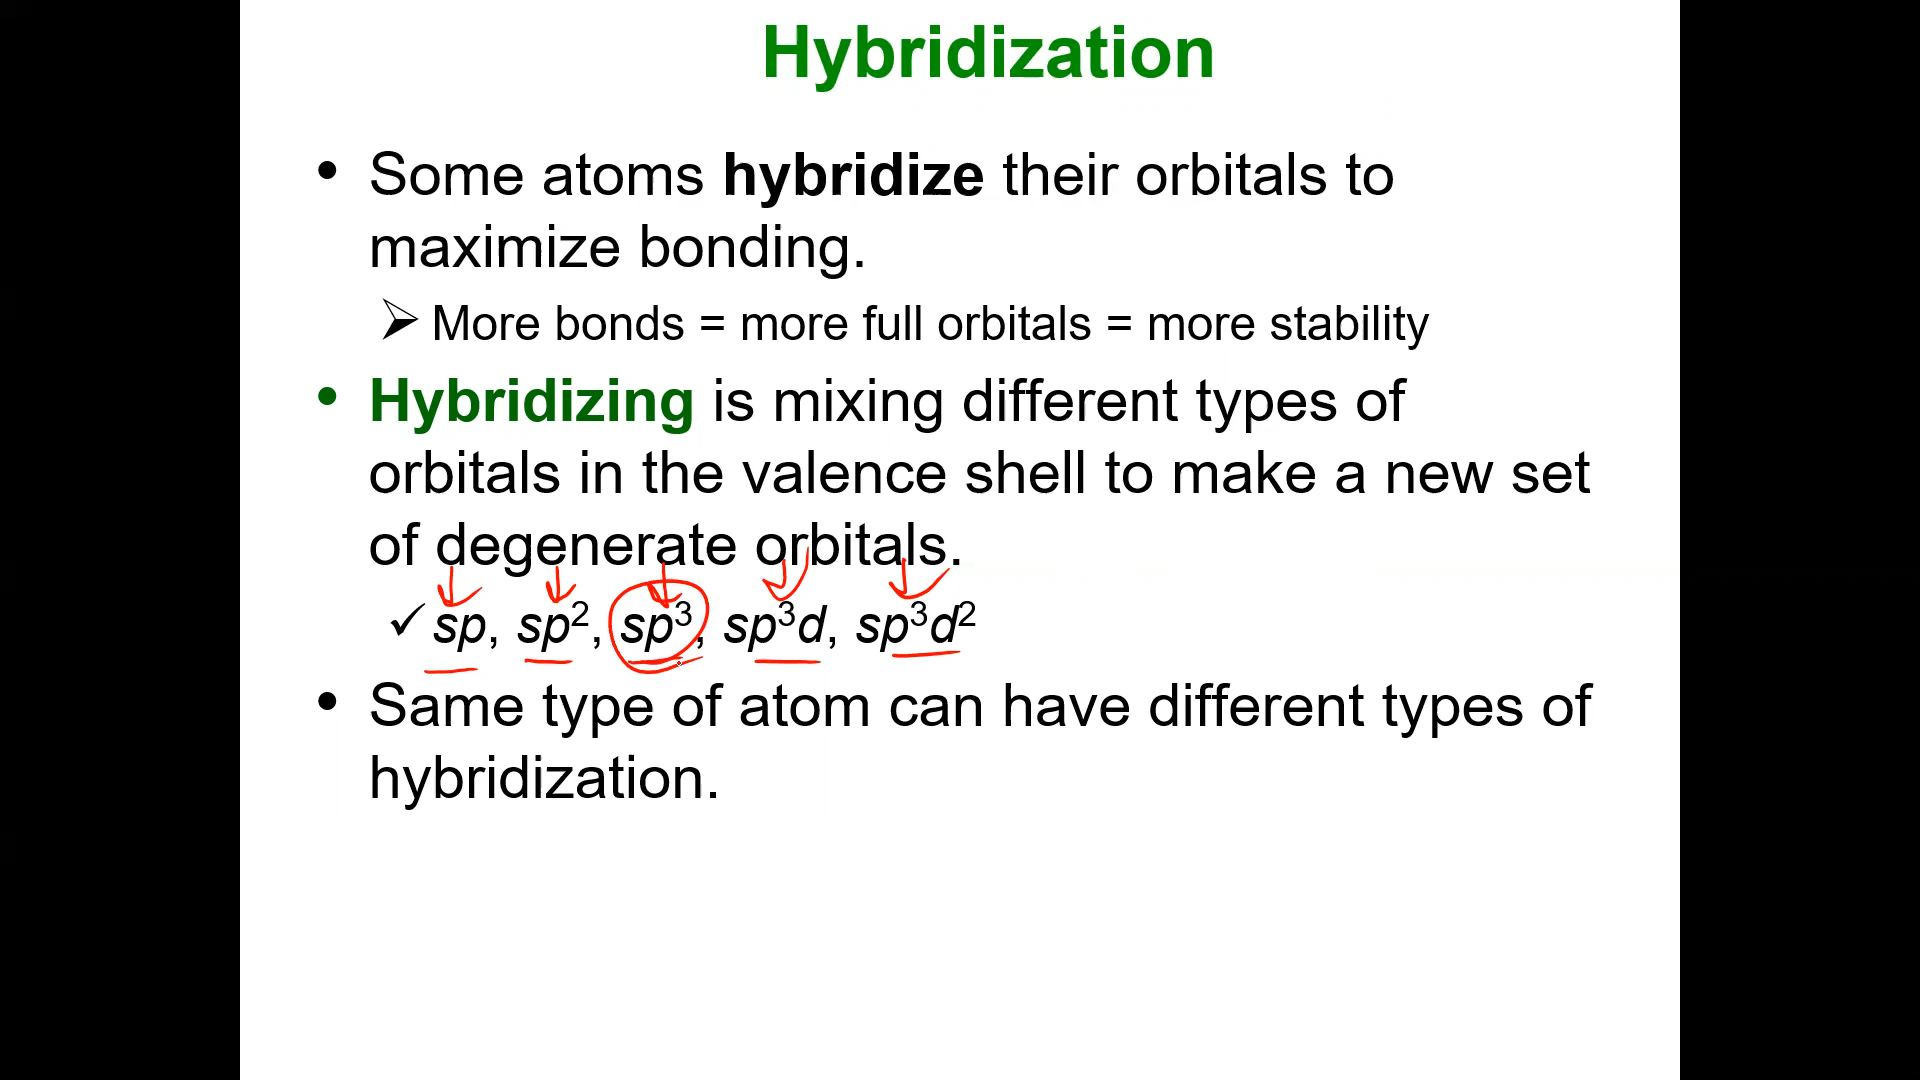 Hybridization
• Some atoms hybridize their orbitals to
maximize bonding.
➢ More bonds = more full orbitals = more stability
• Hybridizing is mixing different types of
orbitals in the valence shell to make a new set
of degenerate orbitals.
✓ sp, sp², sp³, sp³d, sp³d²
• Same type of atom can have different types of
hybridization.